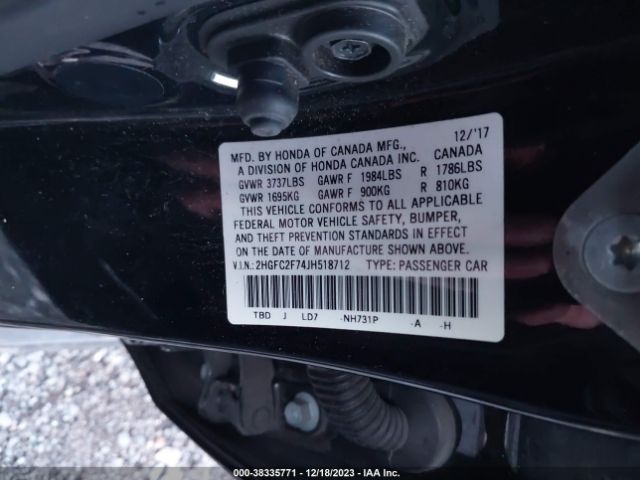 12/'17
MFD. BY HONDA OF CANADA MFG., CANADA
A DIVISION OF HONDA CANADA INC.
GVWR 3737LBS GAWR F 1984LBS R 1786LBS
GVWR 1695KG GAWR F 900KG R 810KG
THIS VEHICLE CONFORMS TO ALL APPLICABLE
FEDERAL MOTOR VEHICLE SAFETY, BUMPER,
AND THEFT PREVENTION STANDARDS IN EFFECT
ON THE DATE OF MANUFACTURE SHOWN ABOVE.
V.I.N.: 2HGFC2F74JH518712 TYPE: PASSENGER CAR
TBD J LD7 -NH731P -A -H
000-38335771 - 12/18/2023 - IAA Inc.